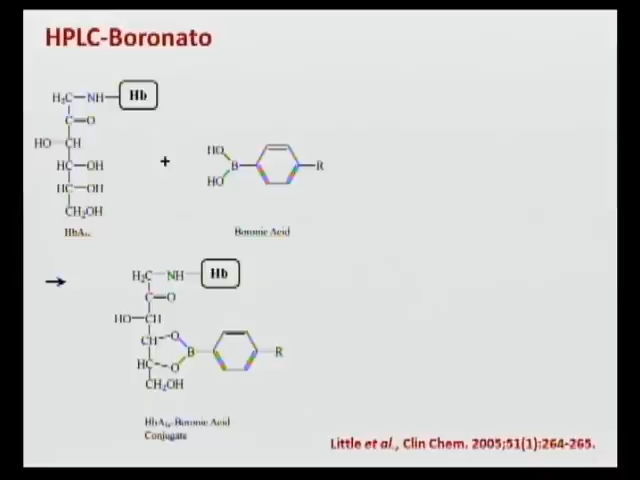 HPLC-Boronato
H₂C—NH—Hb
C=O
HO—CH
HC—OH
HC—OH
CH₂OH
HbA₁c
+
HO
B
HO
R
Boronic Acid
→
H₂C—NH—Hb
C=O
HO—CH
CH—O
B
R
HC—O
CH₂OH
HbA₁c-Boronic Acid
Conjugate
Little et al., Clin Chem. 2005;51(1):264-265.